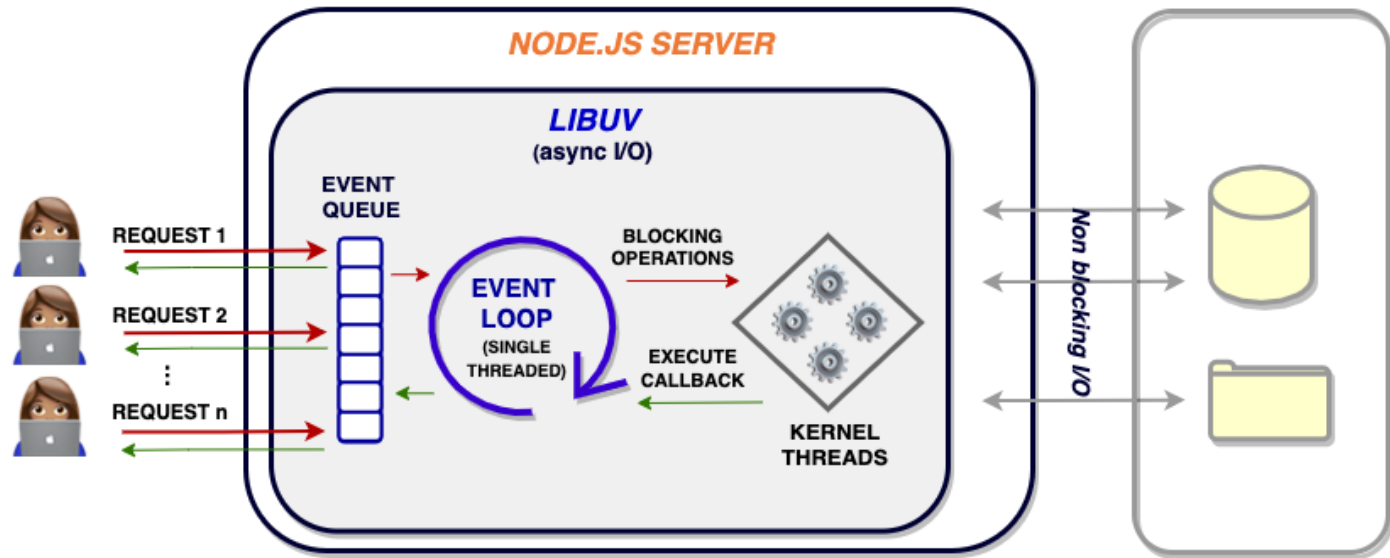 NODE.JS SERVER
LIBUV
(async I/O)
EVENT
QUEUE
REQUEST 1
REQUEST 2
⋮
REQUEST n
EVENT
LOOP
(SINGLE
THREADED)
BLOCKING
OPERATIONS
EXECUTE
CALLBACK
KERNEL
THREADS
Non blocking I/O